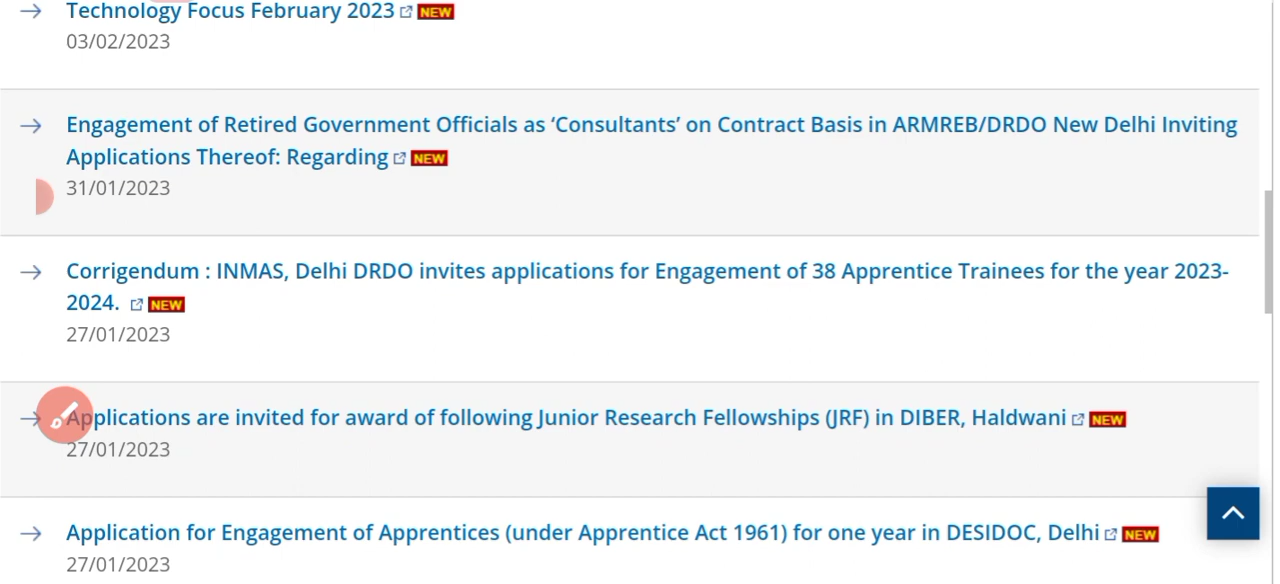 Technology Focus February 2023 NEW
03/02/2023
Engagement of Retired Government Officials as ‘Consultants’ on Contract Basis in ARMREB/DRDO New Delhi Inviting
Applications Thereof: Regarding NEW
31/01/2023
Corrigendum : INMAS, Delhi DRDO invites applications for Engagement of 38 Apprentice Trainees for the year 2023-
2024. NEW
27/01/2023
Applications are invited for award of following Junior Research Fellowships (JRF) in DIBER, Haldwani NEW
27/01/2023
Application for Engagement of Apprentices (under Apprentice Act 1961) for one year in DESIDOC, Delhi NEW
27/01/2023